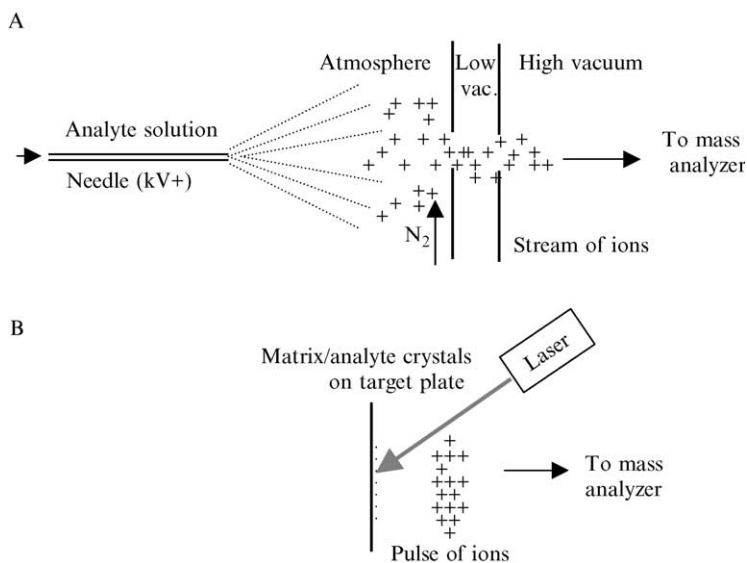 A
Atmosphere
Low
vac.
High vacuum
Analyte solution
Needle (kV+)
To mass
analyzer
N2
Stream of ions
B
Matrix/analyte crystals
on target plate
Laser
To mass
analyzer
Pulse of ions